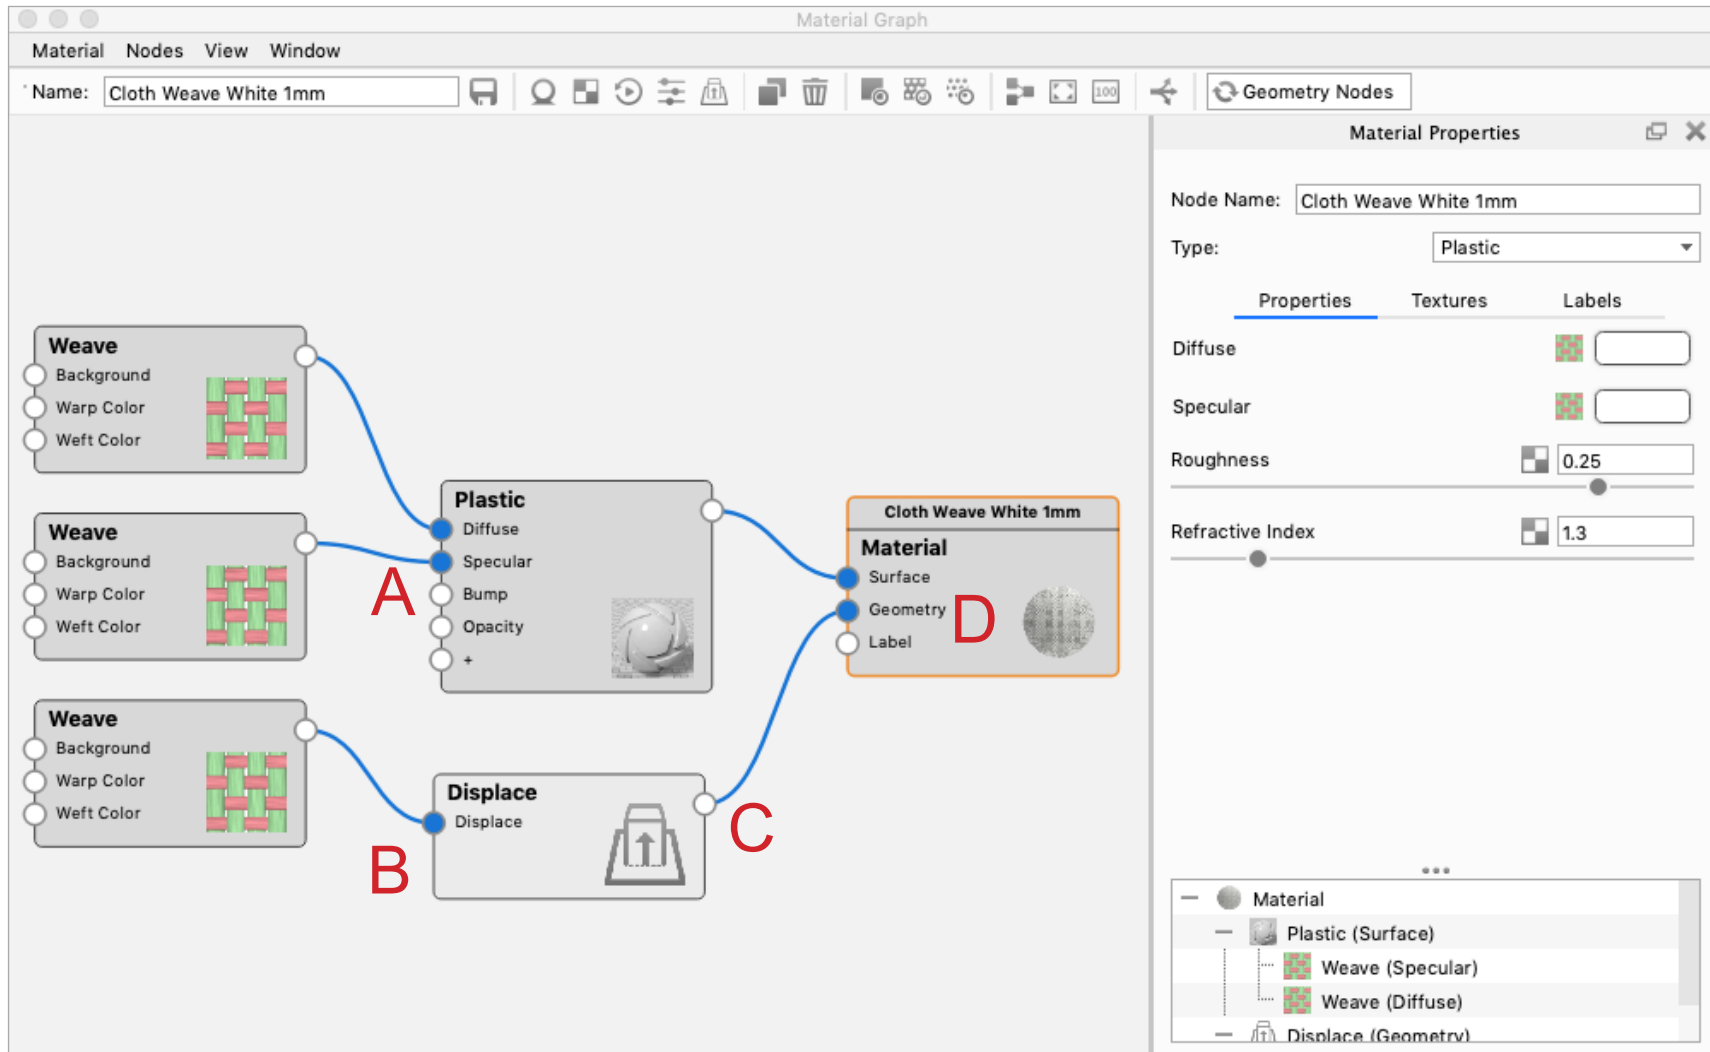 Material Graph
Material Nodes View Window
Name: Cloth Weave White 1mm
100
Geometry Nodes
Weave
Background
Warp Color
Weft Color
Weave
Background
Warp Color
Weft Color
Weave
Background
Warp Color
Weft Color
A
B
Plastic
Diffuse
Specular
Bump
Opacity
+
Displace
Displace
C
Cloth Weave White 1mm
Material
Surface
Geometry
Label
D
Material Properties
Node Name: Cloth Weave White 1mm
Type: Plastic
Properties Textures Labels
Diffuse
Specular
Roughness 0.25
Refractive Index 1.3
Material
Plastic (Surface)
Weave (Specular)
Weave (Diffuse)
Displace (Geometry)